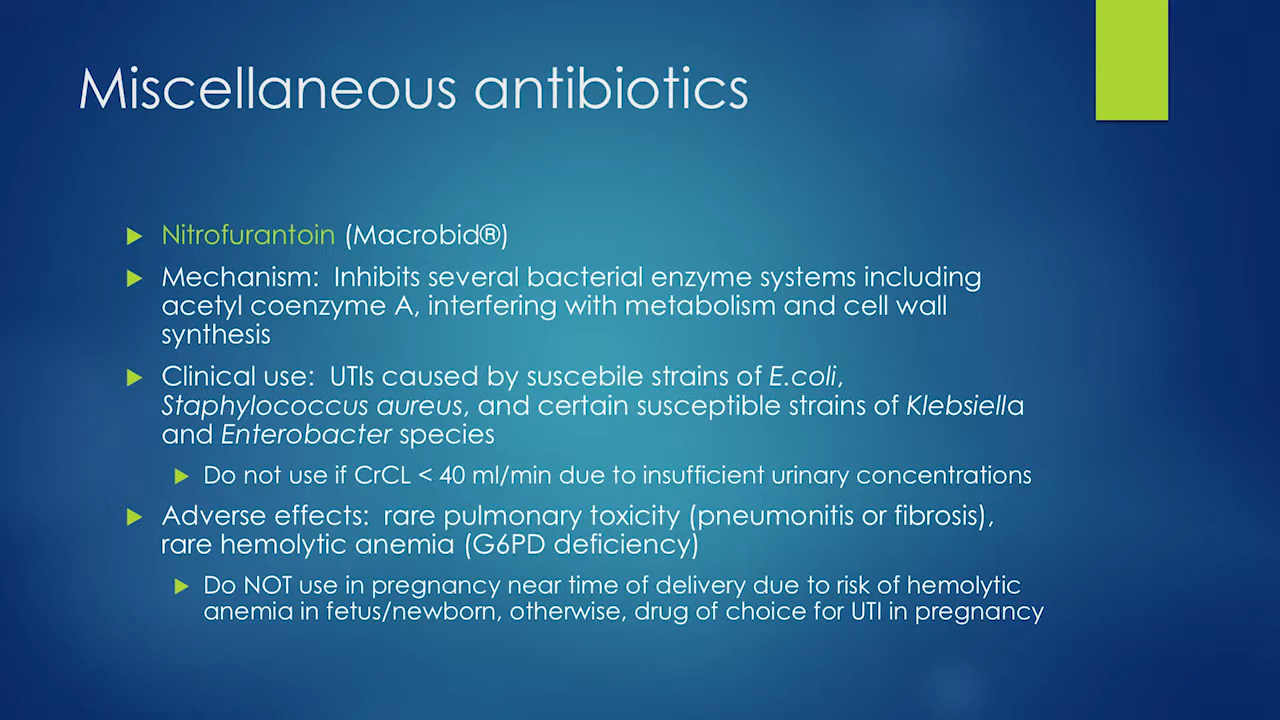 Miscellaneous antibiotics
Nitrofurantoin (Macrobid®)
Mechanism:  Inhibits several bacterial enzyme systems including
acetyl coenzyme A, interfering with metabolism and cell wall
synthesis
Clinical use:  UTIs caused by suscebile strains of E.coli,
Staphylococcus aureus, and certain susceptible strains of Klebsiella
and Enterobacter species
Do not use if CrCL < 40 ml/min due to insufficient urinary concentrations
Adverse effects:  rare pulmonary toxicity (pneumonitis or fibrosis),
rare hemolytic anemia (G6PD deficiency)
Do NOT use in pregnancy near time of delivery due to risk of hemolytic
anemia in fetus/newborn, otherwise, drug of choice for UTI in pregnancy